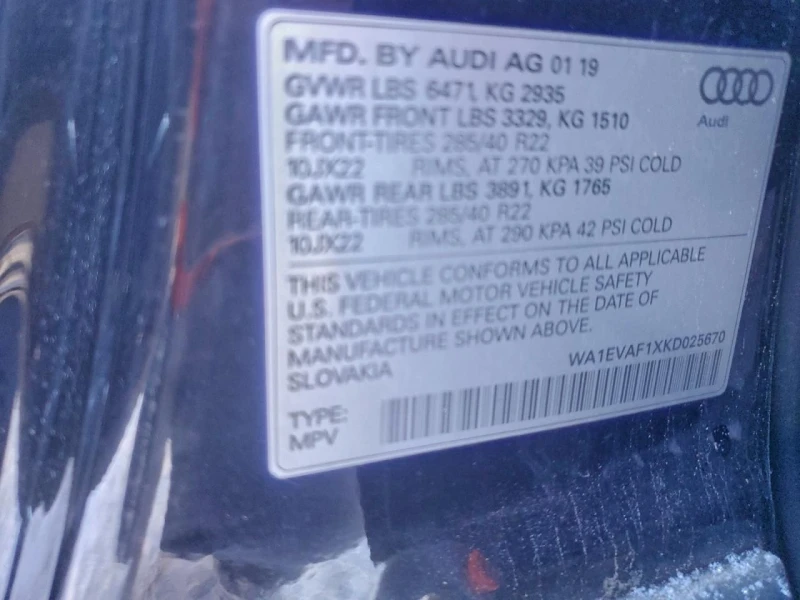 MFD. BY AUDI AG 01 19
GVWR LBS 6471, KG 2935
GAWR FRONT LBS 3329, KG 1510
FRONT-TIRES 285/40 R22
10JX22 RIMS, AT 270 KPA 39 PSI COLD
GAWR REAR LBS 3891, KG 1765
REAR-TIRES 285/40 R22
10JX22 RIMS, AT 290 KPA 42 PSI COLD
Audi
THIS VEHICLE CONFORMS TO ALL APPLICABLE
U.S. FEDERAL MOTOR VEHICLE SAFETY
STANDARDS IN EFFECT ON THE DATE OF
MANUFACTURE SHOWN ABOVE.
SLOVAKIA
WA1EVAF1XKD025670
TYPE:
MPV